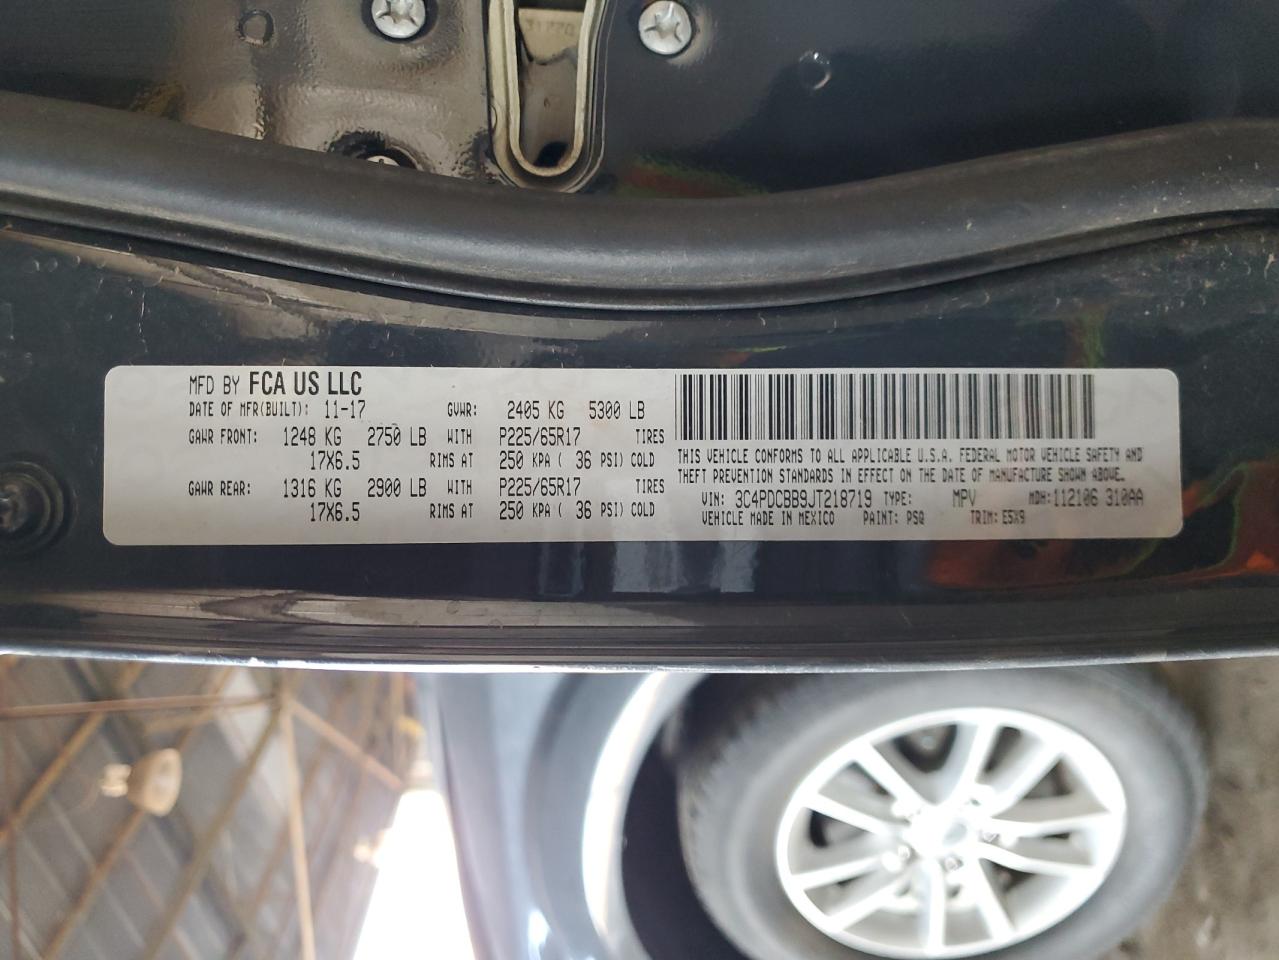 MFD BY FCA US LLC
DATE OF MFR(BUILT): 11-17 GVWR: 2405 KG 5300 LB
GAWR FRONT: 1248 KG 2750 LB WITH P225/65R17 TIRES
17X6.5 RIMS AT 250 KPA ( 36 PSI) COLD
GAWR REAR: 1316 KG 2900 LB WITH P225/65R17 TIRES
17X6.5 RIMS AT 250 KPA ( 36 PSI) COLD
THIS VEHICLE CONFORMS TO ALL APPLICABLE U.S.A. FEDERAL MOTOR VEHICLE SAFETY AND
THEFT PREVENTION STANDARDS IN EFFECT ON THE DATE OF MANUFACTURE SHOWN ABOVE.
VIN: 3C4PDCBB9JT218719 TYPE: MPV MDH:112106 310AA
VEHICLE MADE IN MEXICO PAINT: PSQ TRIM: E5X9